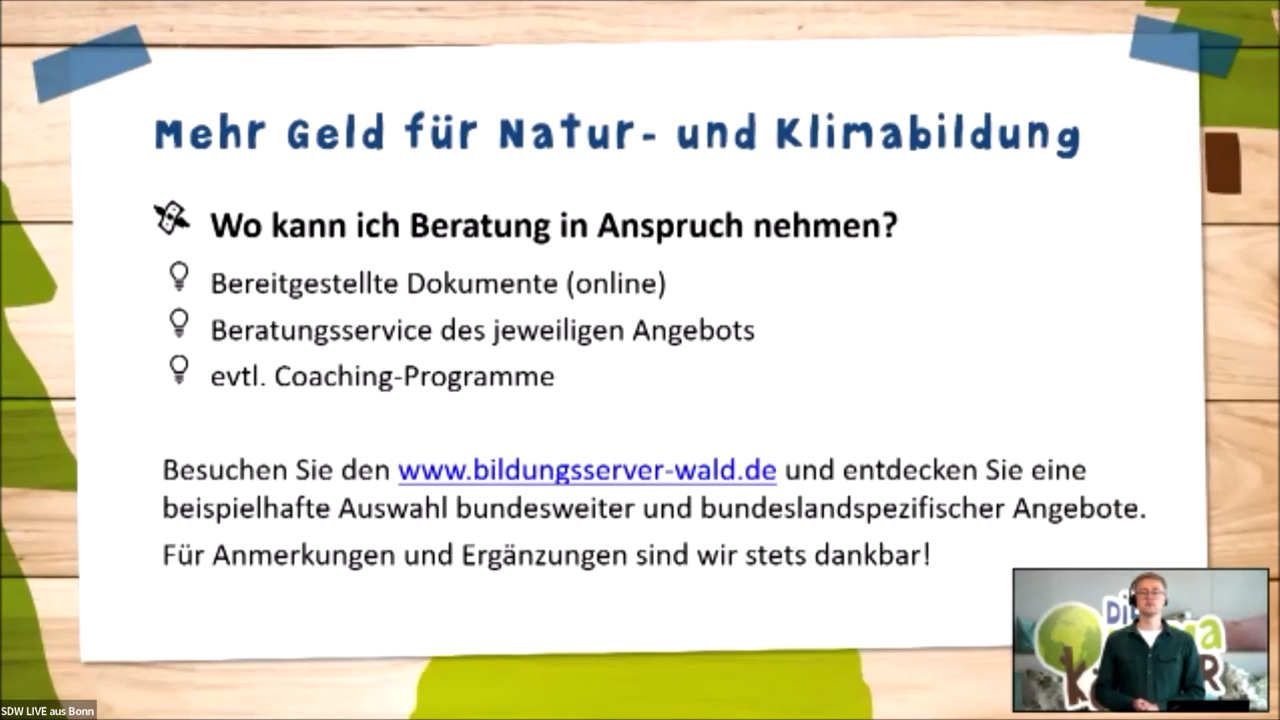 Mehr Geld für Natur- und Klimabildung
Wo kann ich Beratung in Anspruch nehmen?
Bereitgestellte Dokumente (online)
Beratungsservice des jeweiligen Angebots
evtl. Coaching-Programme
Besuchen Sie den www.bildungsserver-wald.de und entdecken Sie eine
beispielhafte Auswahl bundesweiter und bundeslandspezifischer Angebote.
Für Anmerkungen und Ergänzungen sind wir stets dankbar!
SDW LIVE aus Bonn